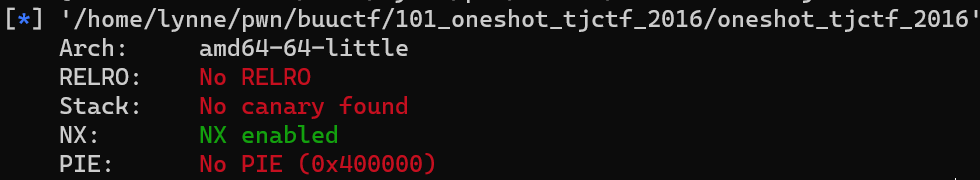 [*] '/home/lynne/pwn/buuctf/101_oneshot_tjctf_2016/oneshot_tjctf_2016'
Arch: amd64-64-little
RELRO: No RELRO
Stack: No canary found
NX: NX enabled
PIE: No PIE (0x400000)